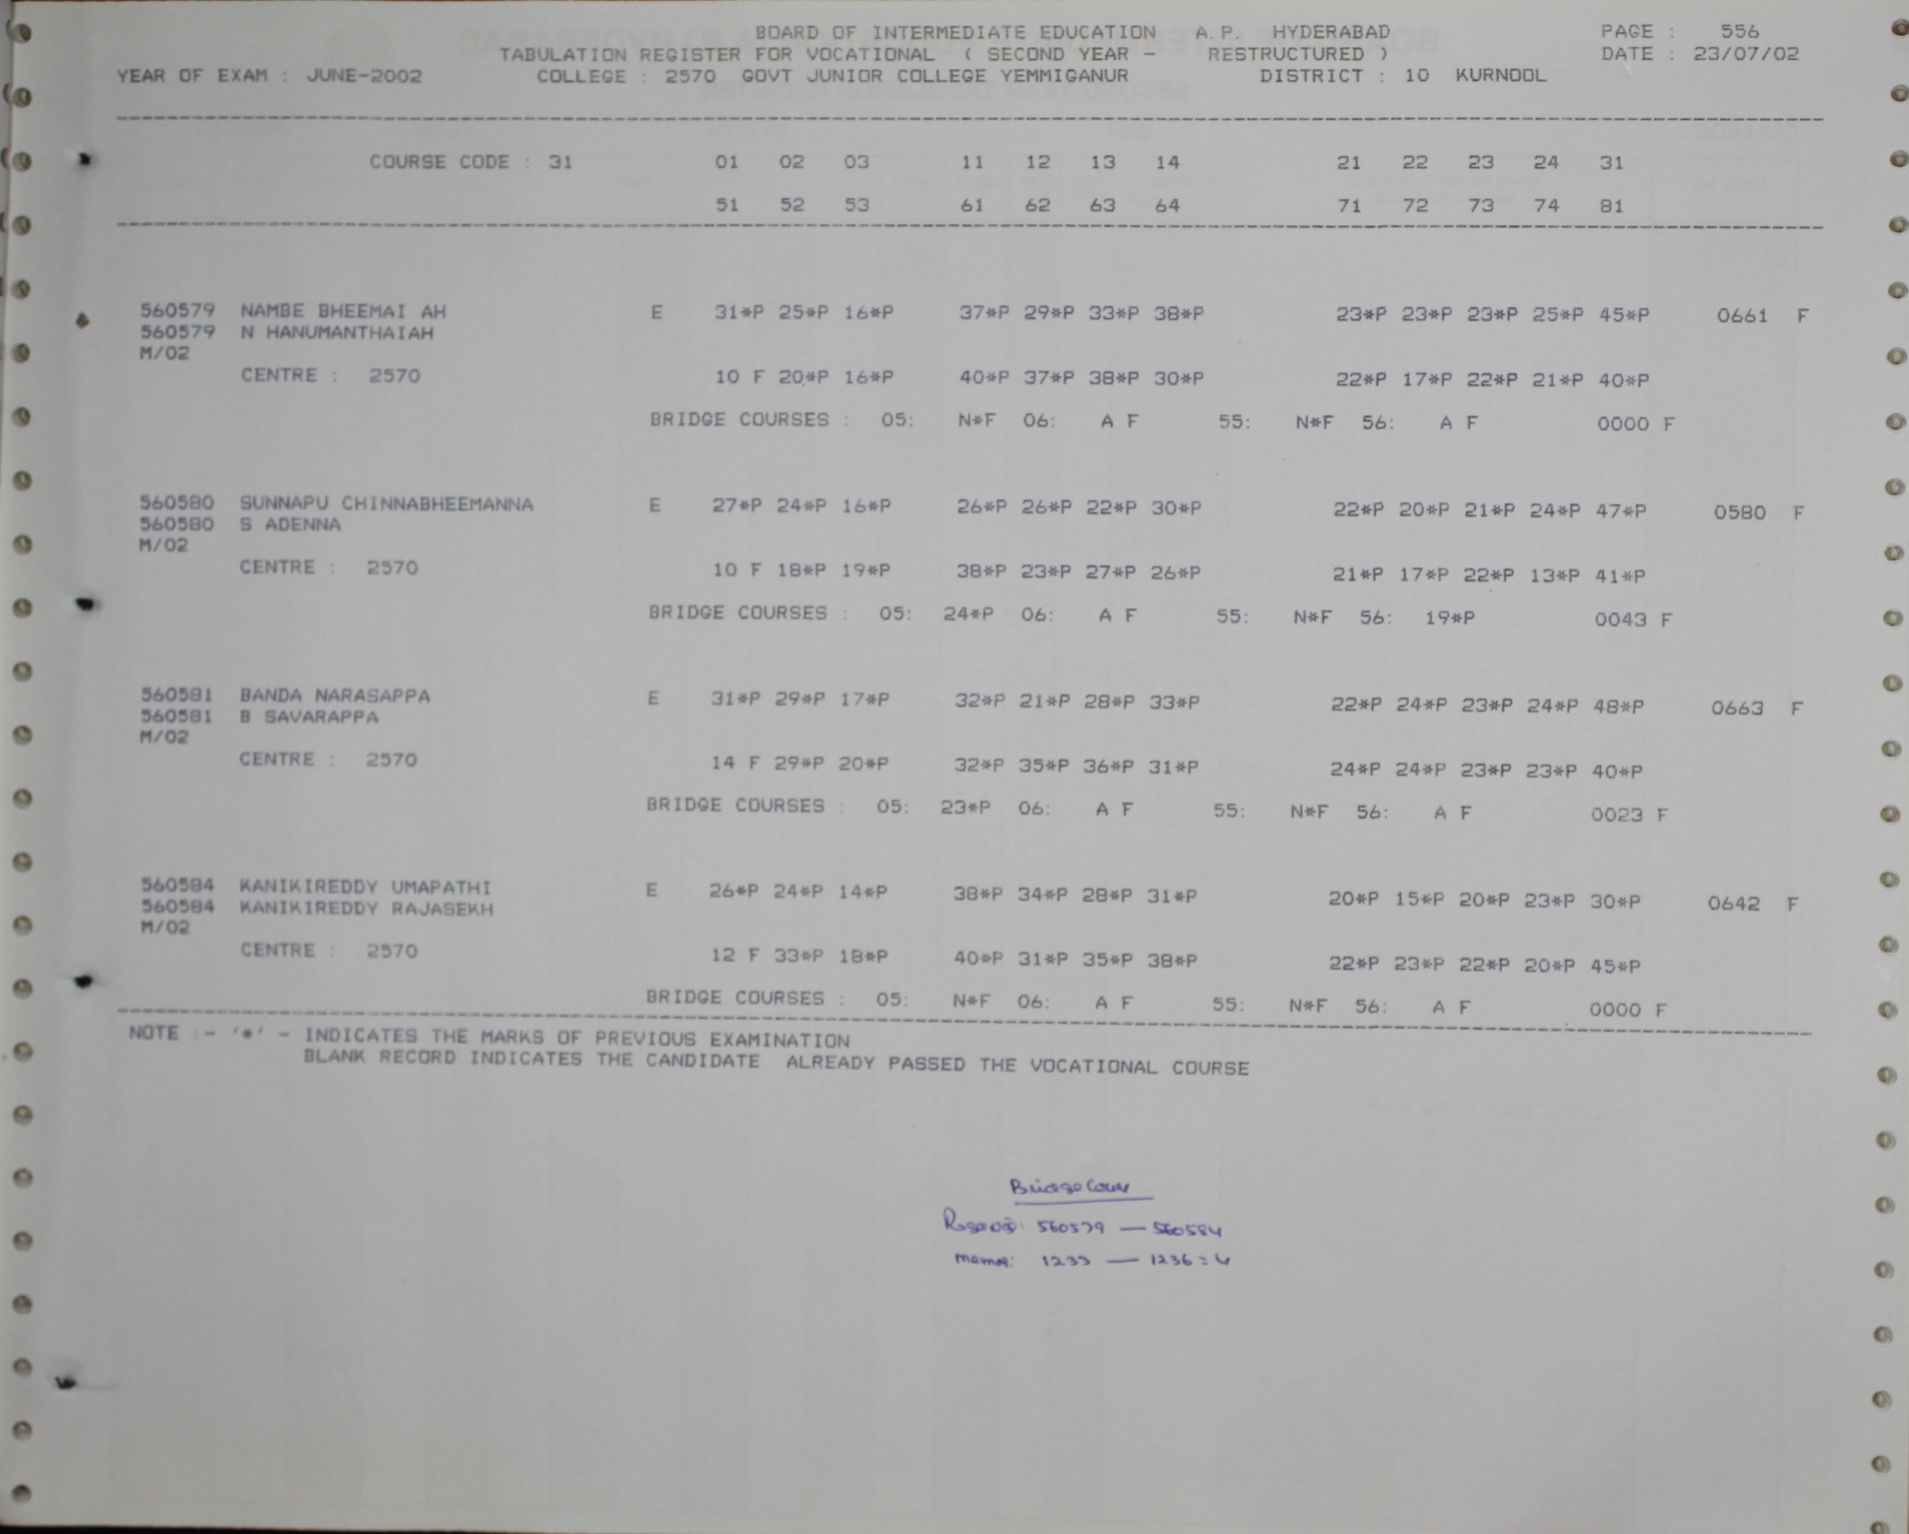 BOARD OF INTERMEDIATE EDUCATION A.P. HYDERABAD PAGE : 556
TABULATION REGISTER FOR VOCATIONAL ( SECOND YEAR - RESTRUCTURED ) DATE : 23/07/02
YEAR OF EXAM : JUNE-2002 COLLEGE : 2570 GOVT JUNIOR COLLEGE YEMMIGANUR DISTRICT : 10 KURNOOL
COURSE CODE : 31 01 02 03 11 12 13 14 21 22 23 24 31
51 52 53 61 62 63 64 71 72 73 74 81
560579 NAMBE BHEEMAI AH E 31*P 25*P 16*P 37*P 29*P 33*P 38*P 23*P 23*P 23*P 25*P 45*P 0661 F
560579 N HANUMANTHAIAH
M/02
CENTRE : 2570 10 F 20*P 16*P 40*P 37*P 38*P 30*P 22*P 17*P 22*P 21*P 40*P
BRIDGE COURSES : 05: N*F 06: A F 55: N*F 56: A F 0000 F
560580 SUNNAPU CHINNABHEEMANNA E 27*P 24*P 16*P 26*P 26*P 22*P 30*P 22*P 20*P 21*P 24*P 47*P 0580 F
560580 S ADENNA
M/02
CENTRE : 2570 10 F 18*P 19*P 38*P 23*P 27*P 26*P 21*P 17*P 22*P 13*P 41*P
BRIDGE COURSES : 05: 24*P 06: A F 55: N*F 56: 19*P 0043 F
560581 BANDA NARASAPPA E 31*P 29*P 17*P 32*P 21*P 28*P 33*P 22*P 24*P 23*P 24*P 48*P 0663 F
560581 B SAVARAPPA
M/02
CENTRE : 2570 14 F 29*P 20*P 32*P 35*P 36*P 31*P 24*P 24*P 23*P 23*P 40*P
BRIDGE COURSES : 05: 23*P 06: A F 55: N*F 56: A F 0023 F
560584 KANIKIREDDY UMAPATHI E 26*P 24*P 14*P 38*P 34*P 28*P 31*P 20*P 15*P 20*P 23*P 30*P 0642 F
560584 KANIKIREDDY RAJASEKH
M/02
CENTRE : 2570 12 F 33*P 18*P 40*P 31*P 35*P 38*P 22*P 23*P 22*P 20*P 45*P
BRIDGE COURSES : 05: N*F 06: A F 55: N*F 56: A F 0000 F
NOTE :- '*' - INDICATES THE MARKS OF PREVIOUS EXAMINATION
BLANK RECORD INDICATES THE CANDIDATE ALREADY PASSED THE VOCATIONAL COURSE
Bridge
560579 — 560584
1233 — 1236 = 4